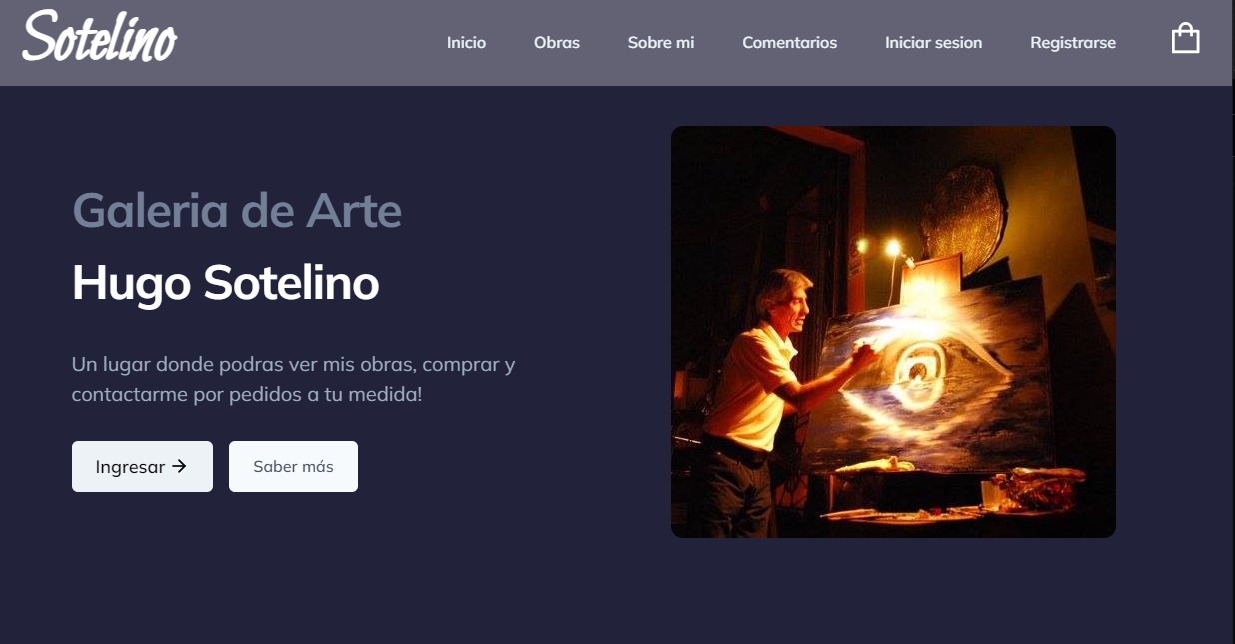 Sotelino
Inicio Obras Sobre mi Comentarios Iniciar sesion Registrarse
Galeria de Arte
Hugo Sotelino
Un lugar donde podras ver mis obras, comprar y
contactarme por pedidos a tu medida!
Ingresar → Saber más